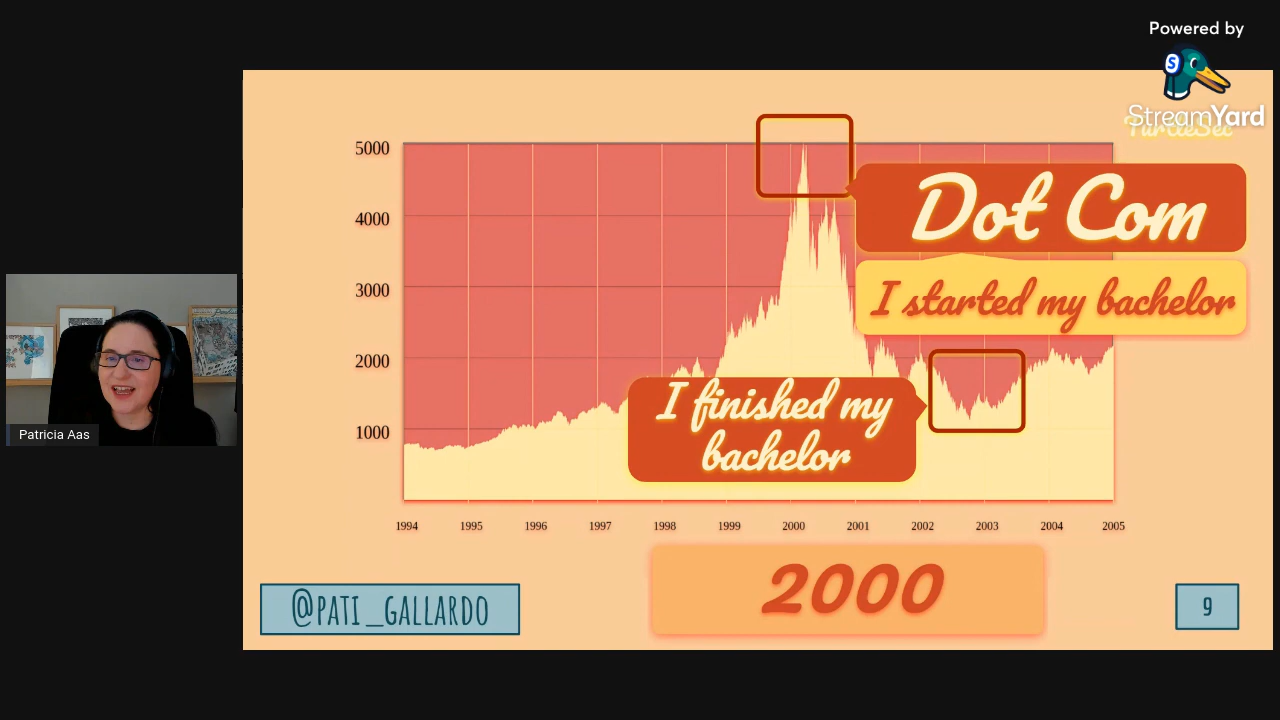 Powered by
StreamYard
TurtleSec
5000
4000
3000
2000
1000
Dot Com
I started my bachelor
I finished my
bachelor
1994 1995 1996 1997 1998 1999 2000 2001 2002 2003 2004 2005
2000
@PATI_GALLARDO
9
Patricia Aas